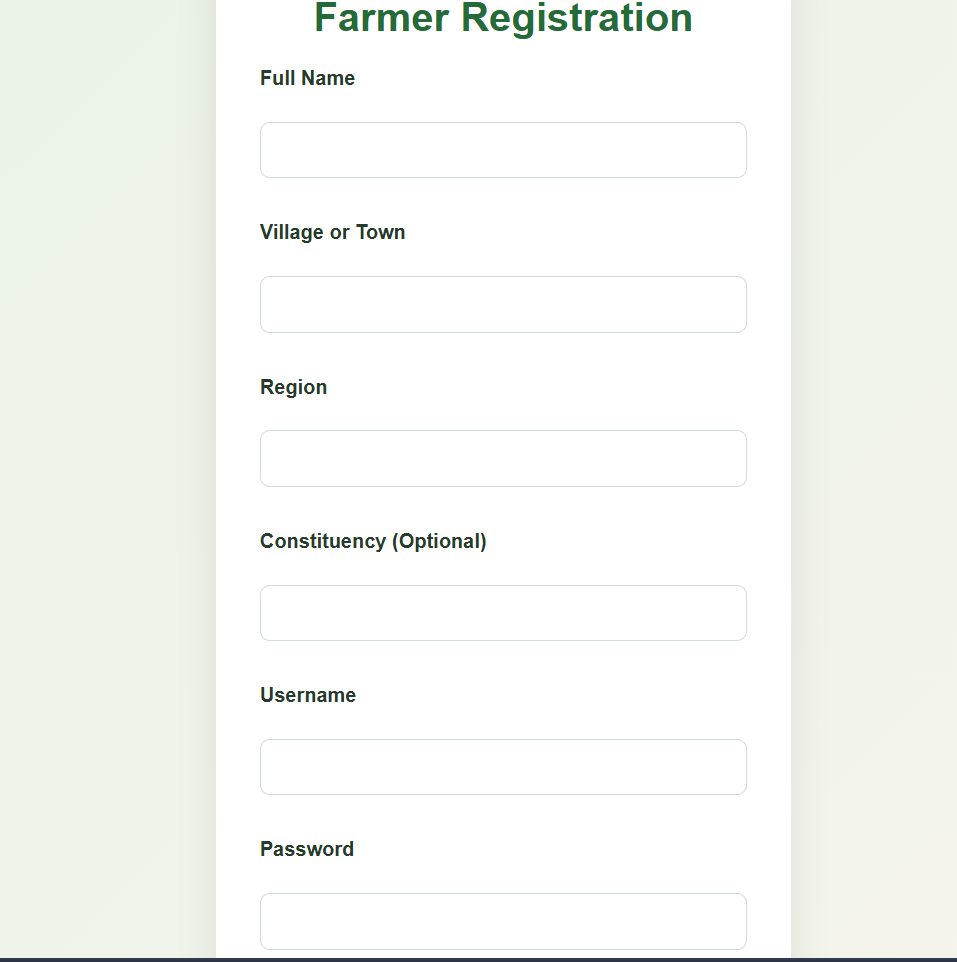 Farmer Registration
Full Name
Village or Town
Region
Constituency (Optional)
Username
Password